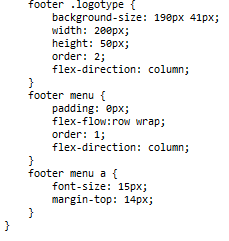 footer .logotype {
background-size: 190px 41px;
width: 200px;
height: 50px;
order: 2;
flex-direction: column;
}
footer menu {
padding: 0px;
flex-flow:row wrap;
order: 1;
flex-direction: column;
}
footer menu a {
font-size: 15px;
margin-top: 14px;
}
}